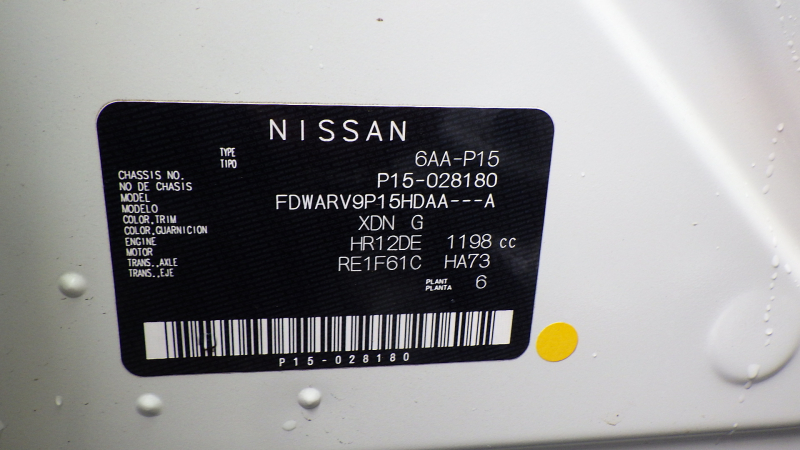 NISSAN
TYPE
TIPO
6AA-P15
CHASSIS NO.
NO DE CHASIS
P15-028180
MODEL
MODELO
FDWARV9P15HDAA---A
COLOR,TRIM
COLOR,GUARNICION
XDN G
ENGINE
MOTOR
HR12DE 1198 cc
TRANS.,AXLE
TRANS.,EJE
RE1F61C HA73
PLANT
PLANTA
6
P15-028180